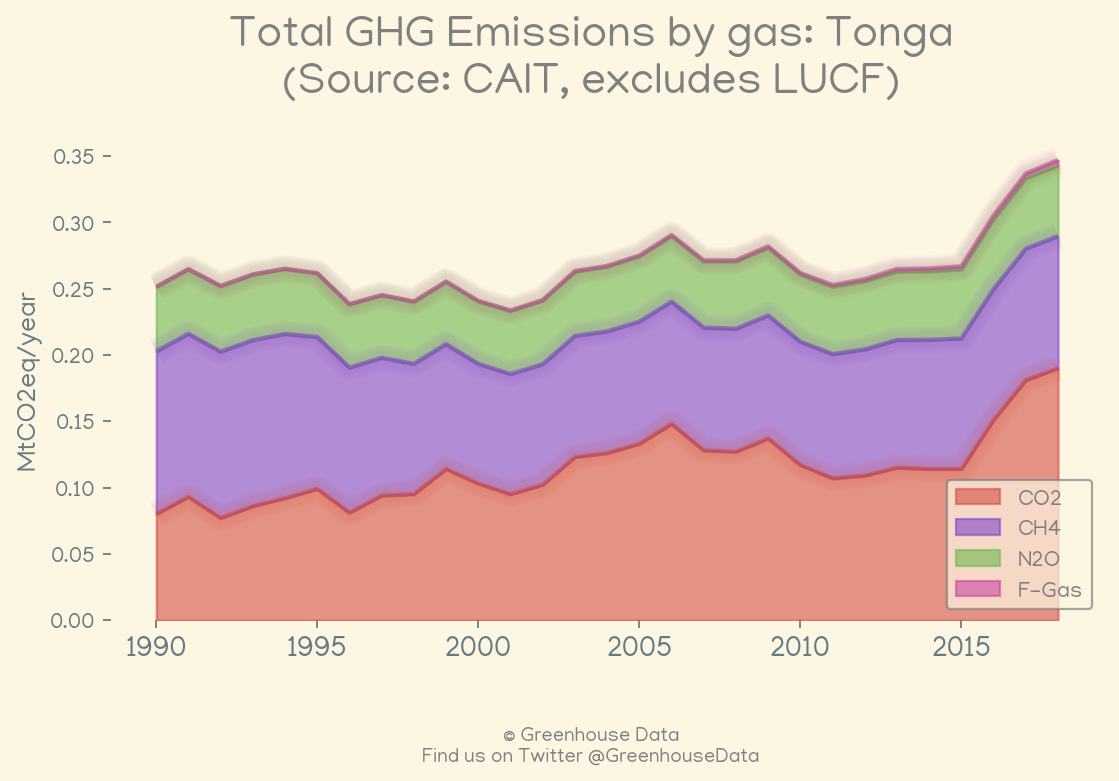 Total GHG Emissions by gas: Tonga
(Source: CAIT, excludes LUCF)
MtCO2eq/year
0.35
0.30
0.25
0.20
0.15
0.10
0.05
0.00
1990 1995 2000 2005 2010 2015
CO2
CH4
N2O
F-Gas
© Greenhouse Data
Find us on Twitter @GreenhouseData